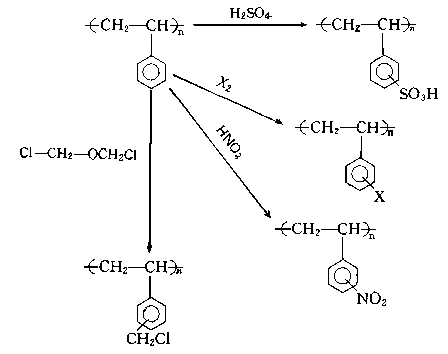 (CH₂—CH)n
H₂SO₄
(CH₂—CH)n
SO₃H
X₂
HNO₃
(CH₂—CH)n
X
Cl—CH₂—OCH₂Cl
(CH₂—CH)n
NO₂
(CH₂—CH)n
CH₂Cl